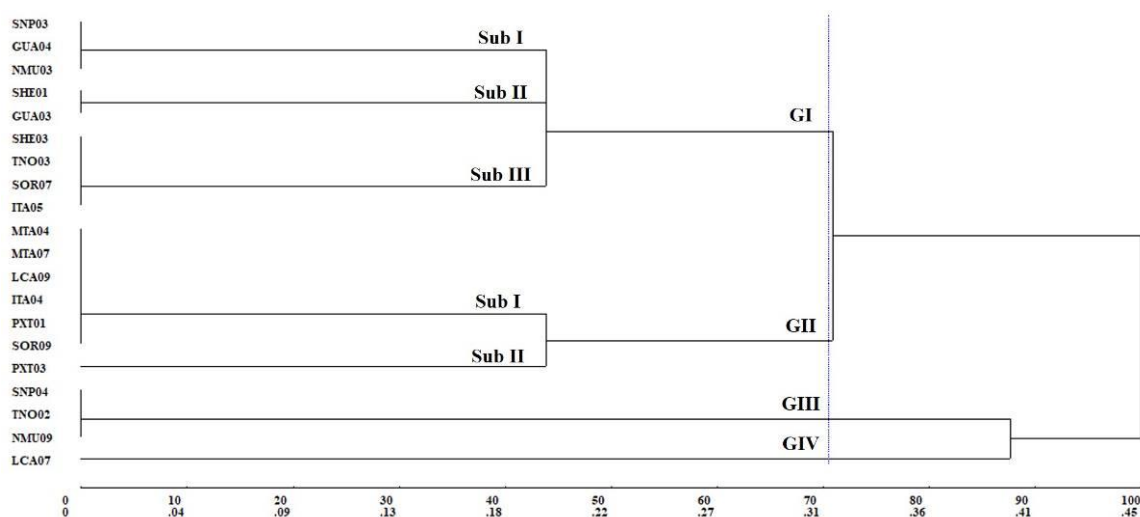 SNP03
GUA04
Sub I
NMU03
SHE01
Sub II
GUA03
GI
SHE03
TNO03
Sub III
SOR07
ITA05
MTA04
MTA07
LCA09
ITA04
Sub I
PXT01
GII
SOR09
Sub II
PXT03
SNP04
GIII
TNO02
NMU09
GIV
LCA07
0 10 20 30 40 50 60 70 80 90 100
0 .04 .09 .13 .18 .22 .27 .31 .36 .41 .45